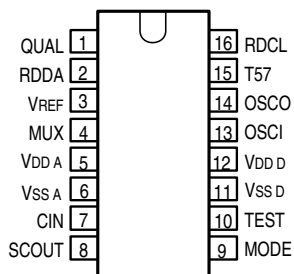 QUAL 1 16 RDCL
RDDA 2 15 T57
VREF 3 14 OSCO
MUX 4 13 OSCI
VDD A 5 12 VDD D
VSS A 6 11 VSS D
CIN 7 10 TEST
SCOUT 8 9 MODE